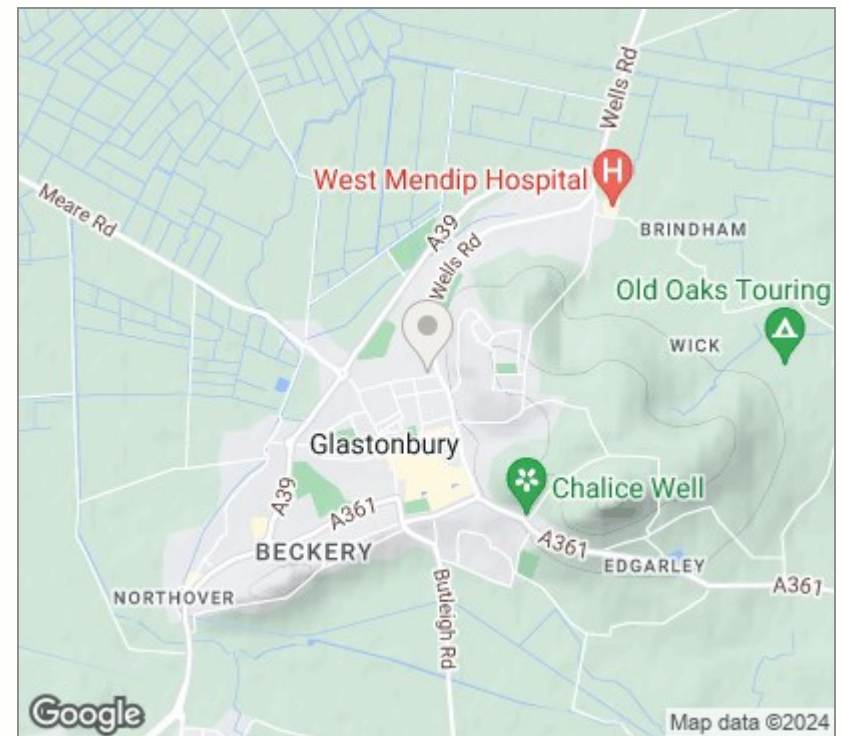 Wells Rd
West Mendip Hospital
H
Meare Rd
A39
Wells Rd
BRINDHAM
Old Oaks Touring
WICK
Glastonbury
Chalice Well
A39
A361
BECKERY
A361
EDGARLEY
A361
NORTHOVER
Butleigh Rd
Google
Map data ©2024